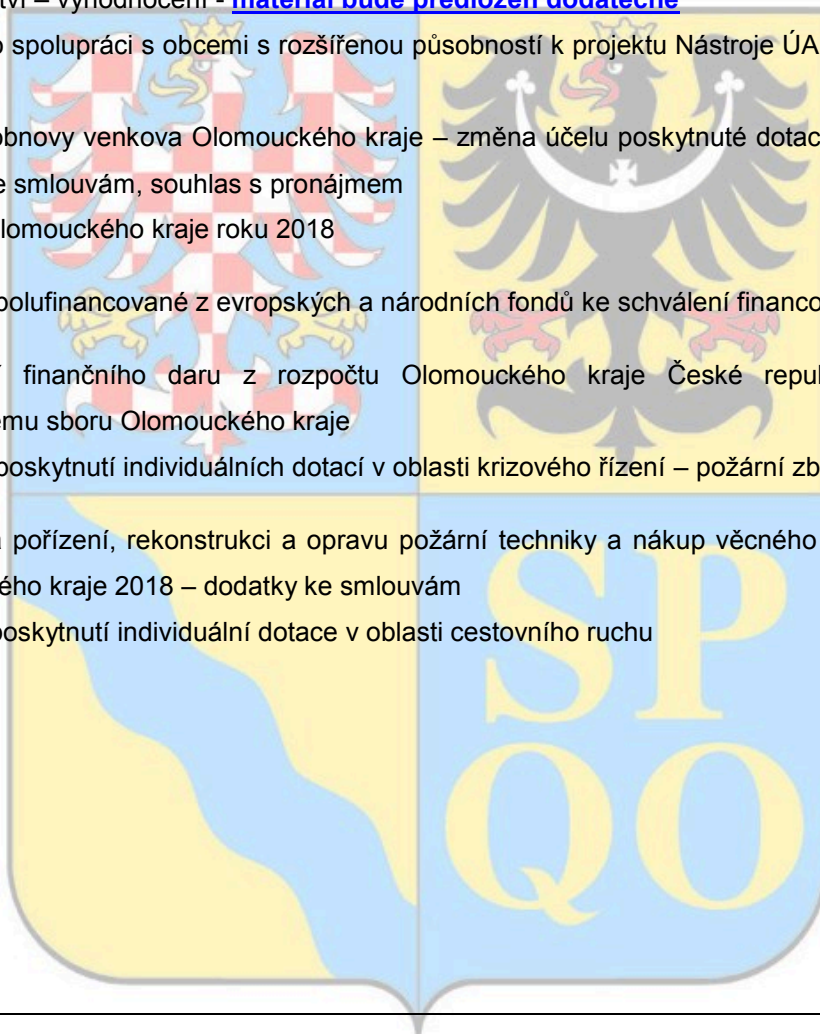 tví – vyhodnocení - materiál bude předložen dodatečně
o spolupráci s obcemi s rozšířenou působností k projektu Nástroje ÚA
obnovy venkova Olomouckého kraje – změna účelu poskytnuté dotac
e smlouvám, souhlas s pronájmem
lomouckého kraje roku 2018
polufinancované z evropských a národních fondů ke schválení financo
í finančního daru z rozpočtu Olomouckého kraje České repu
ému sboru Olomouckého kraje
poskytnutí individuálních dotací v oblasti krizového řízení – požární zb
a pořízení, rekonstrukci a opravu požární techniky a nákup věcného
ého kraje 2018 – dodatky ke smlouvám
poskytnutí individuální dotace v oblasti cestovního ruchu
SP
QO